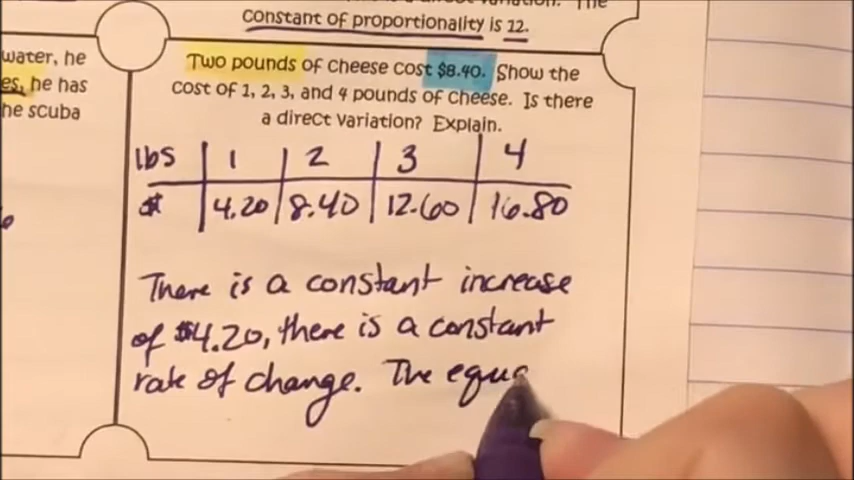 constant of proportionality is 12.
water, he
es, he has
he scuba
Two pounds of cheese cost $8.40. Show the
cost of 1, 2, 3, and 4 pounds of cheese. Is there
a direct variation? Explain.
lbs 1 2 3 4
$ 4.20 8.40 12.60 16.80
There is a constant increase
of $4.20, there is a constant
rate of change. The equa